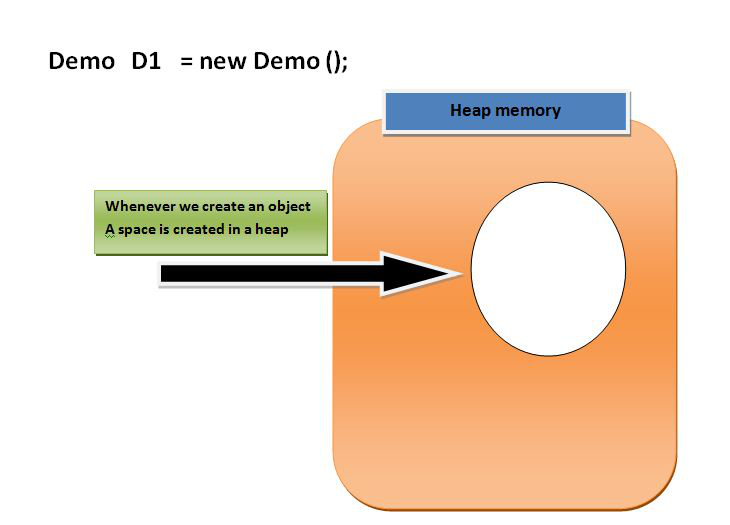 Demo D1 = new Demo ();
Heap memory
Whenever we create an object
A space is created in a heap